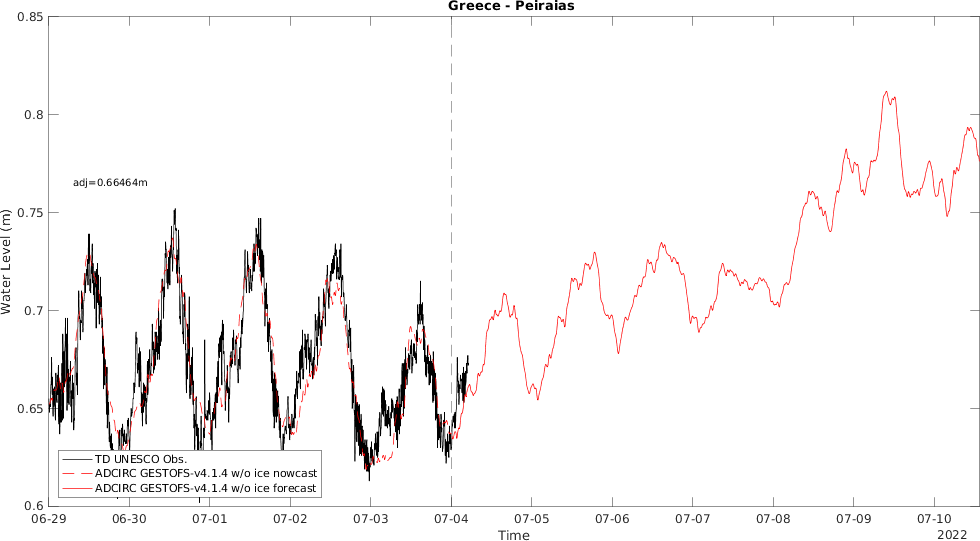 Greece - Peiraias
0.85
0.8
0.75
0.7
0.65
0.6
Water Level (m)
adj=0.66464m
TD UNESCO Obs.
ADCIRC GESTOFS-v4.1.4 w/o ice nowcast
ADCIRC GESTOFS-v4.1.4 w/o ice forecast
06-29 06-30 07-01 07-02 07-03 07-04 07-05 07-06 07-07 07-08 07-09 07-10
Time
2022